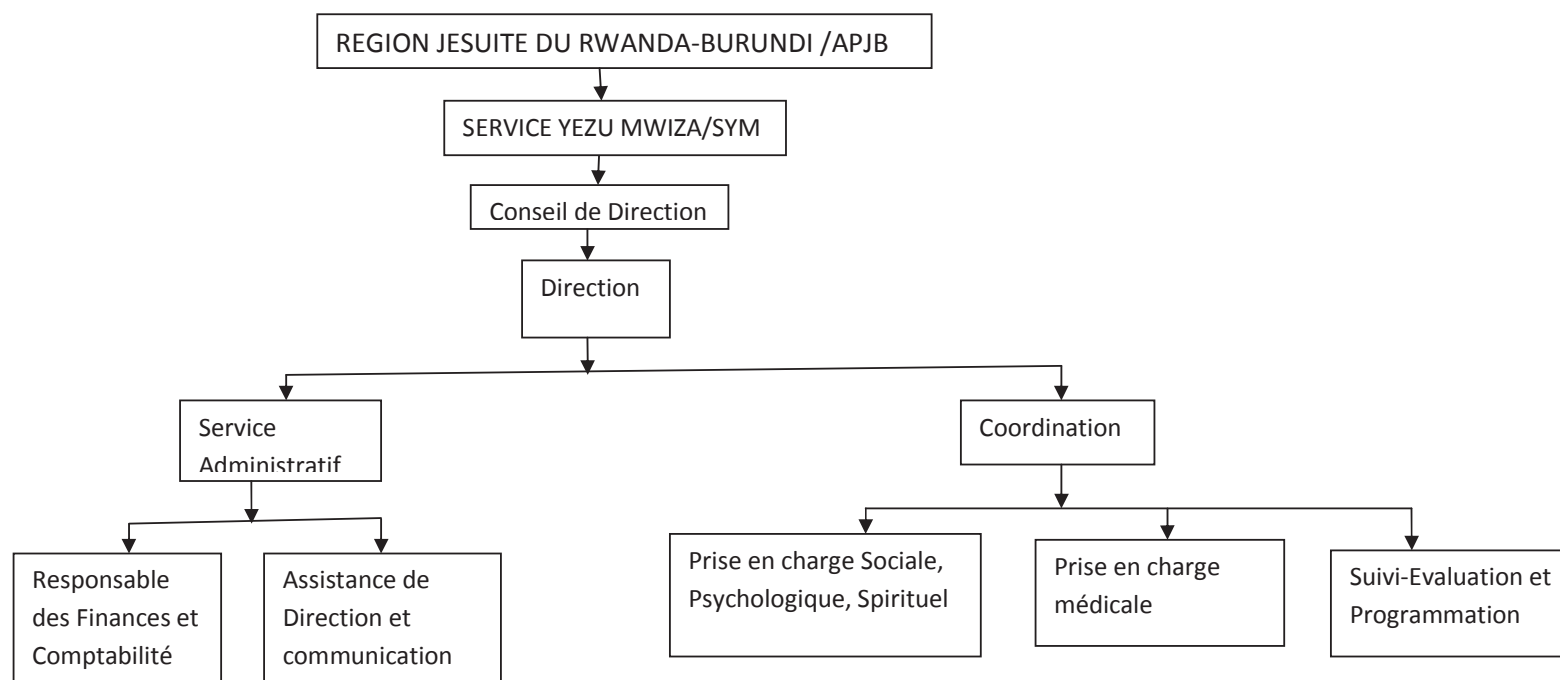 REGION JESUITE DU RWANDA-BURUNDI /APJB
SERVICE YEZU MWIZA/SYM
Conseil de Direction
Direction
Service
Administratif
Coordination
Responsable
des Finances et
Comptabilité
Assistance de
Direction et
communication
Prise en charge Sociale,
Psychologique, Spirituel
Prise en charge
médicale
Suivi-Evaluation et
Programmation